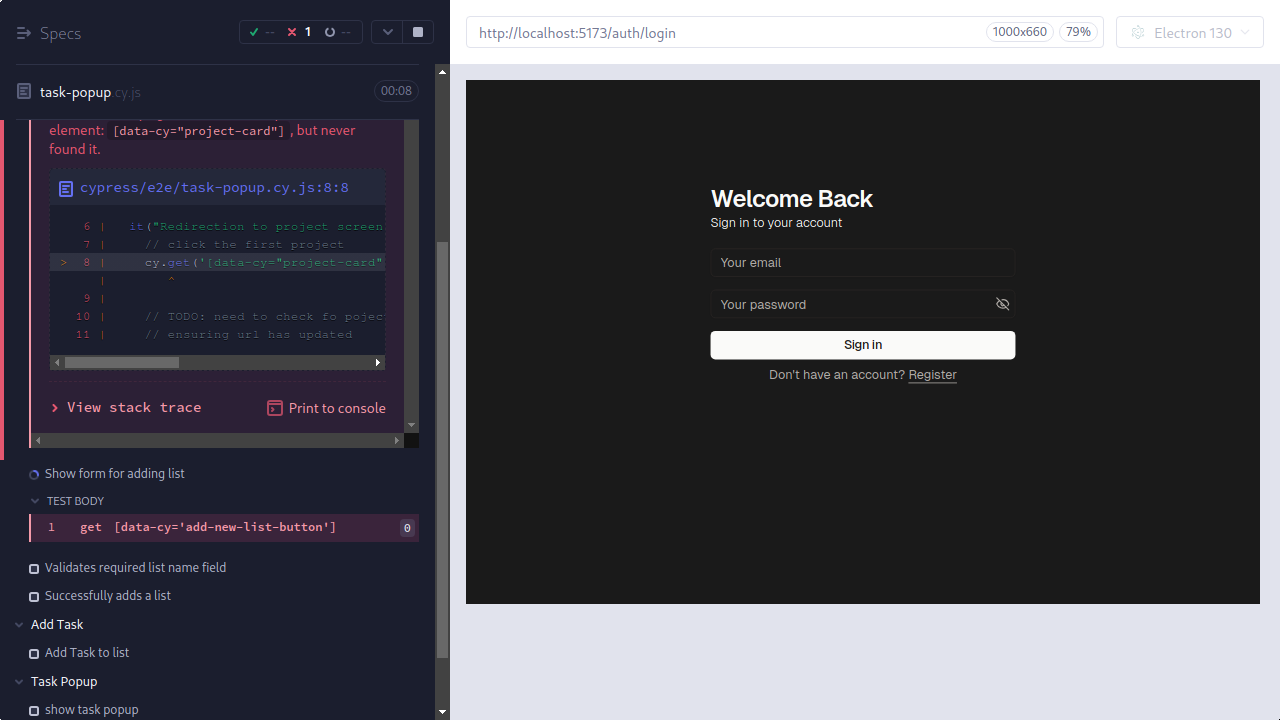 Specs
-- 1 --
task-popup.cy.js
00:08
element: [data-cy="project-card"], but never
found it.
cypress/e2e/task-popup.cy.js:8:8
6 | it("Redirection to project screen
7 | // click the first project
> 8 | cy.get('[data-cy="project-card"
| ^
9 |
10 | // TODO: need to check fo pojec
11 | // ensuring url has updated
View stack trace
Print to console
Show form for adding list
TEST BODY
1 get [data-cy='add-new-list-button'] 0
Validates required list name field
Successfully adds a list
Add Task
Add Task to list
Task Popup
show task popup
http://localhost:5173/auth/login
1000x660
79%
Electron 130
Welcome Back
Sign in to your account
Your email
Your password
Sign in
Don't have an account? Register